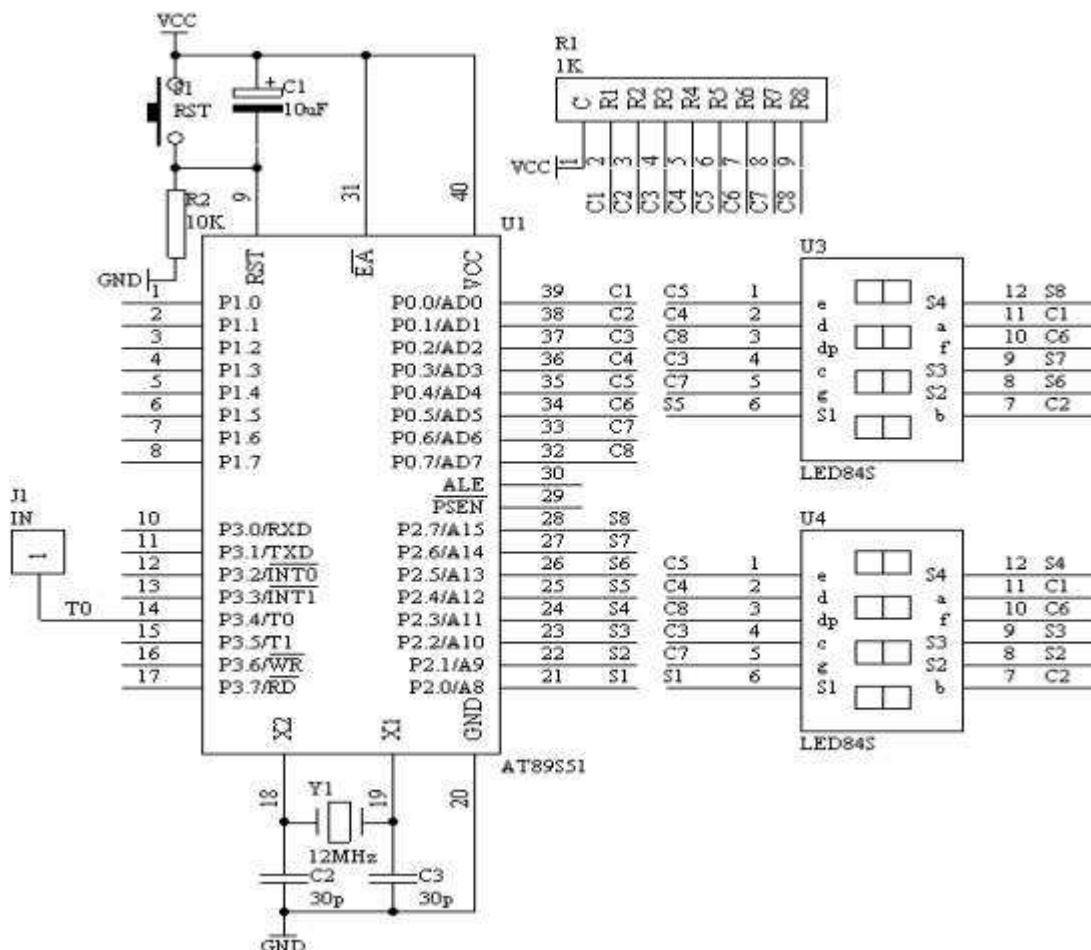 VCC
S1
RST
+
C1
10uF
R2
10K
GND
9
31
40
R1
1K
C R1 R2 R3 R4 R5 R6 R7 R8
VCC
1 2 3 4 5 6 7 8 9
C1 C2 C3 C4 C5 C6 C7 C8
U1
RST EA VCC
1 P1.0 P0.0/AD0 39 C1
2 P1.1 P0.1/AD1 38 C2
3 P1.2 P0.2/AD2 37 C3
4 P1.3 P0.3/AD3 36 C4
5 P1.4 P0.4/AD4 35 C5
6 P1.5 P0.5/AD5 34 C6
7 P1.6 P0.6/AD6 33 C7
8 P1.7 P0.7/AD7 32 C8
ALE 30
PSEN 29
10 P3.0/RXD P2.7/A15 28 S8
11 P3.1/TXD P2.6/A14 27 S7
12 P3.2/INT0 P2.5/A13 26 S6
13 P3.3/INT1 P2.4/A12 25 S5
14 P3.4/T0 P2.3/A11 24 S4
15 P3.5/T1 P2.2/A10 23 S3
16 P3.6/WR P2.1/A9 22 S2
17 P3.7/RD P2.0/A8 21 S1
X2 X1 GND
AT89S51
J1
IN
1
T0
18
Y1
19
20
12MHz
C2
30p
C3
30p
GND
U3
C5 1 e S4 12 S8
C4 2 d a 11 C1
C8 3 dp f 10 C6
C3 4 c S3 9 S7
C7 5 g S2 8 S6
S5 6 S1 b 7 C2
LED84S
U4
C5 1 e S4 12 S4
C4 2 d a 11 C1
C8 3 dp f 10 C6
C3 4 c S3 9 S3
C7 5 g S2 8 S2
S1 6 S1 b 7 C2
LED84S